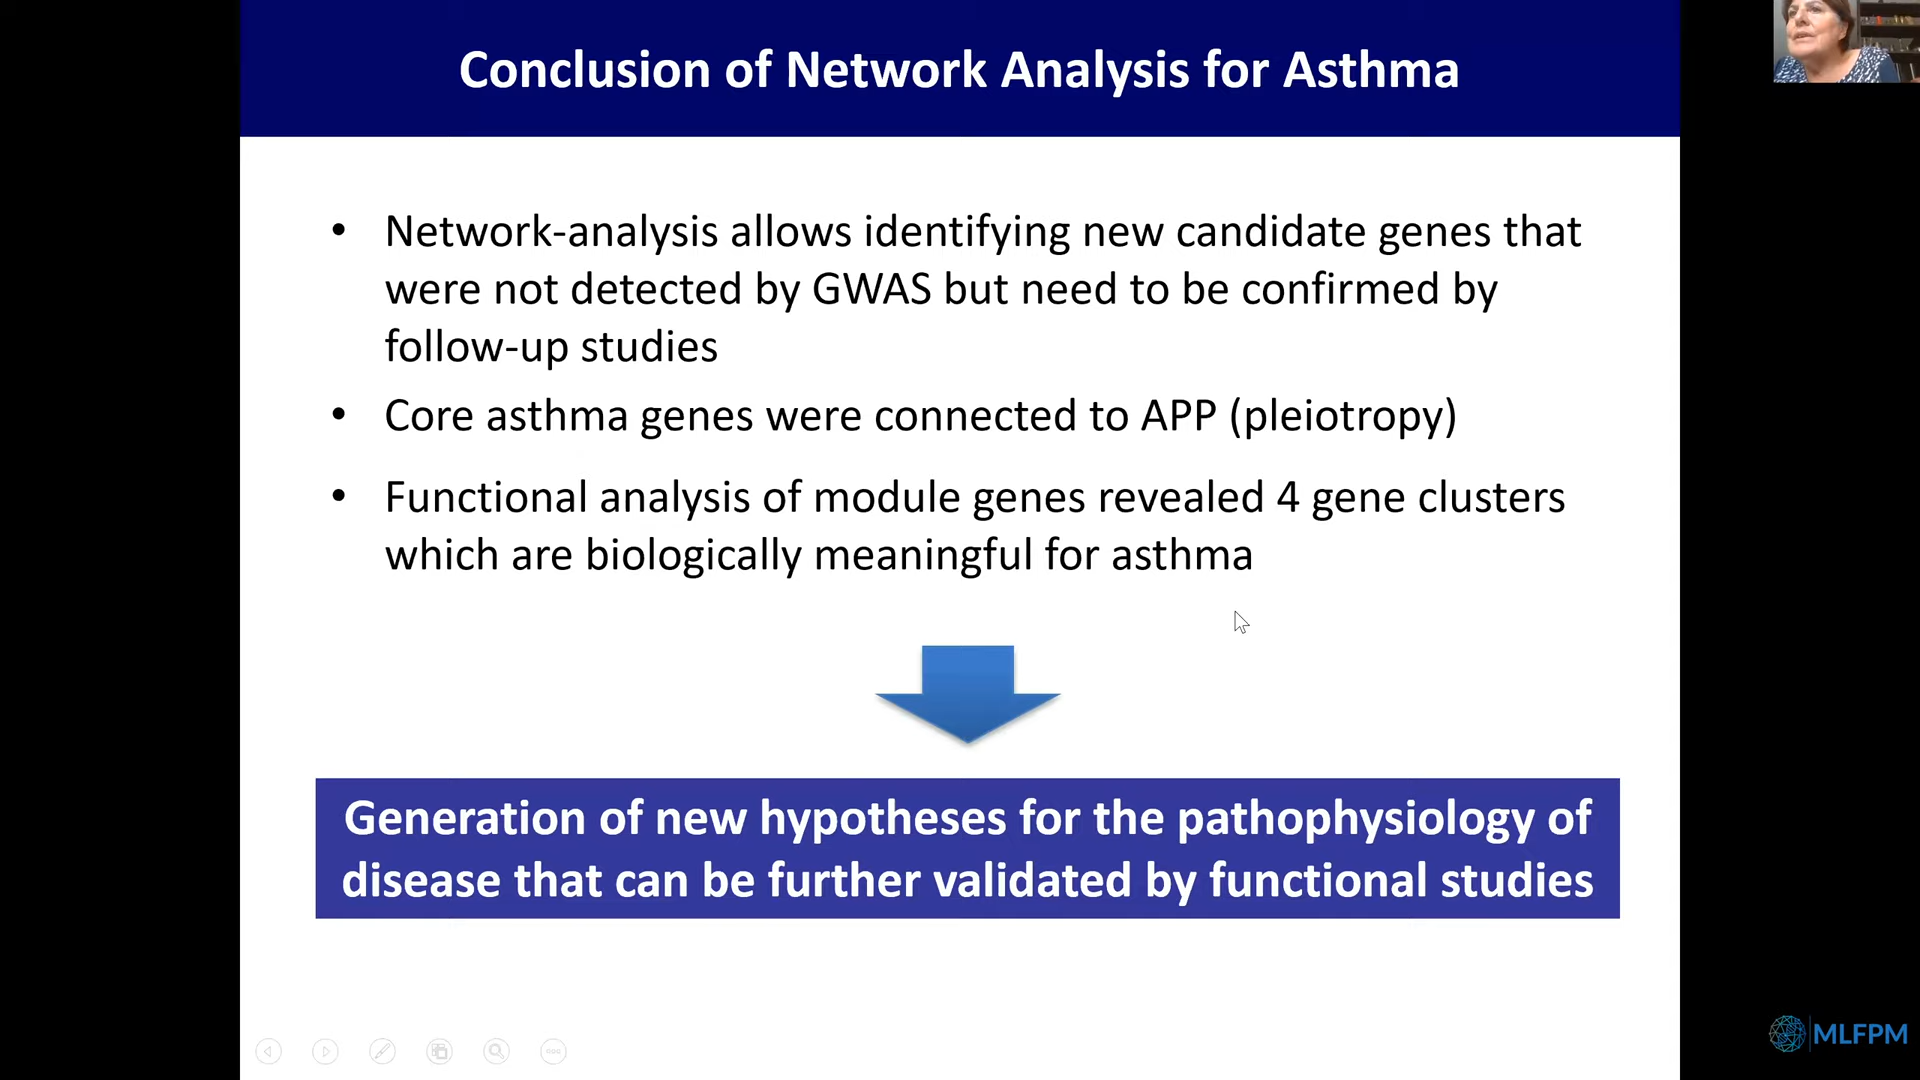 Conclusion of Network Analysis for Asthma
• Network-analysis allows identifying new candidate genes that
were not detected by GWAS but need to be confirmed by
follow-up studies
• Core asthma genes were connected to APP (pleiotropy)
• Functional analysis of module genes revealed 4 gene clusters
which are biologically meaningful for asthma
Generation of new hypotheses for the pathophysiology of
disease that can be further validated by functional studies
MLFPM